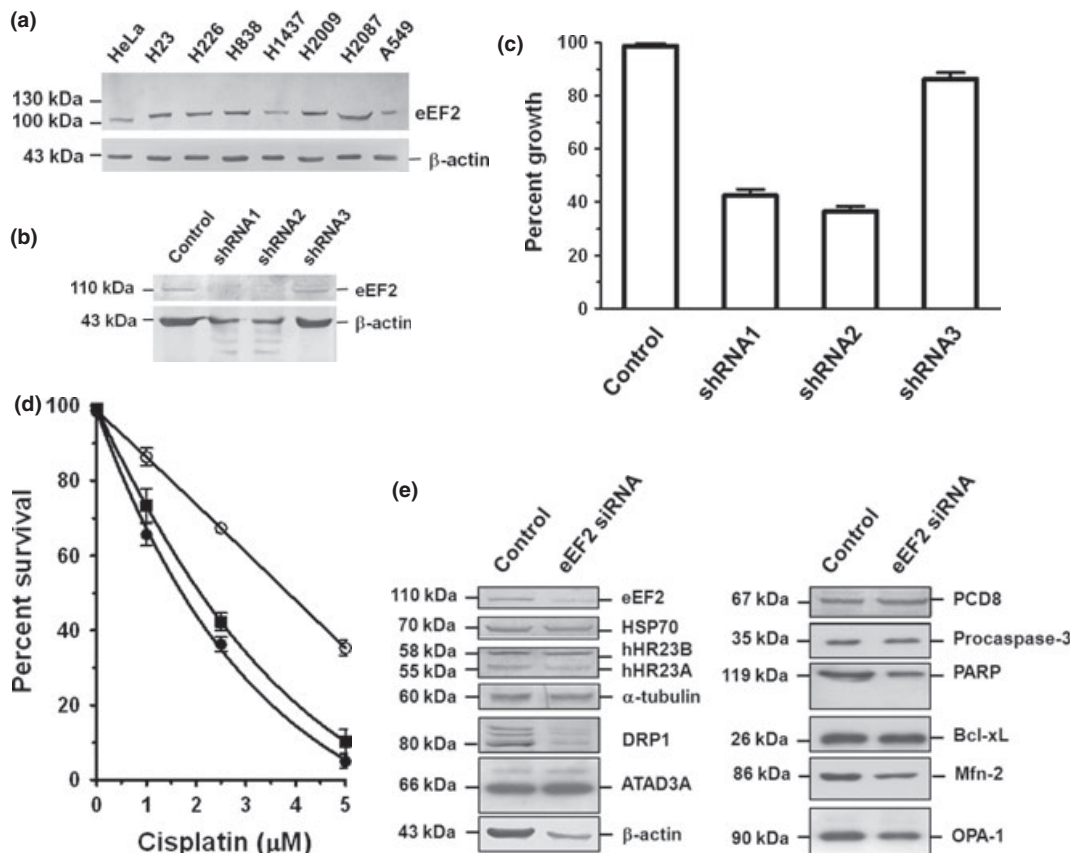 (a)
HeLa H23 H226 H838 H1437 H2009 H2087 A549
130 kDa
100 kDa
eEF2
43 kDa
β-actin
(b)
Control shRNA1 shRNA2 shRNA3
110 kDa
eEF2
43 kDa
β-actin
(c)
Percent growth
100
80
60
40
20
0
Control shRNA1 shRNA2 shRNA3
(d)
Percent survival
100
80
60
40
20
0
0 1 2 3 4 5
Cisplatin (μM)
(e)
Control eEF2 siRNA
110 kDa eEF2
70 kDa HSP70
58 kDa hHR23B
55 kDa hHR23A
60 kDa α-tubulin
80 kDa DRP1
66 kDa ATAD3A
43 kDa β-actin
Control eEF2 siRNA
67 kDa PCD8
35 kDa Procaspase-3
119 kDa PARP
26 kDa Bcl-xL
86 kDa Mfn-2
90 kDa OPA-1